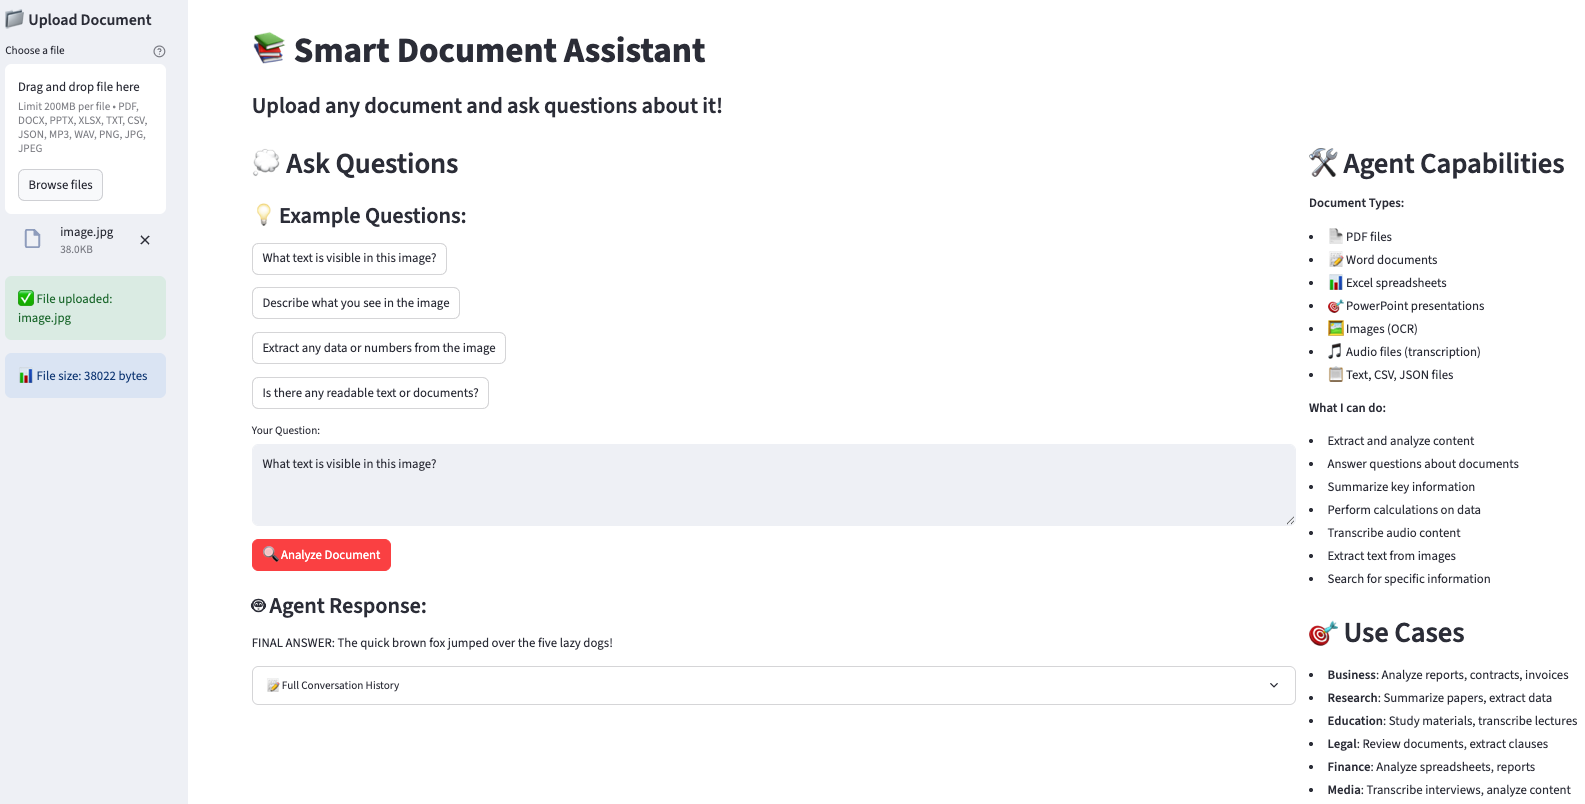 Upload Document
Choose a file
Drag and drop file here
Limit 200MB per file • PDF,
DOCX, PPTX, XLSX, TXT, CSV,
JSON, MP3, WAV, PNG, JPG,
JPEG
Browse files
image.jpg
38.0KB
File uploaded:
image.jpg
File size: 38022 bytes
Smart Document Assistant
Upload any document and ask questions about it!
Ask Questions
Example Questions:
What text is visible in this image?
Describe what you see in the image
Extract any data or numbers from the image
Is there any readable text or documents?
Your Question:
What text is visible in this image?
Analyze Document
Agent Response:
FINAL ANSWER: The quick brown fox jumped over the five lazy dogs!
Full Conversation History
Agent Capabilities
Document Types:
• PDF files
• Word documents
• Excel spreadsheets
• PowerPoint presentations
• Images (OCR)
• Audio files (transcription)
• Text, CSV, JSON files
What I can do:
• Extract and analyze content
• Answer questions about documents
• Summarize key information
• Perform calculations on data
• Transcribe audio content
• Extract text from images
• Search for specific information
Use Cases
• Business: Analyze reports, contracts, invoices
• Research: Summarize papers, extract data
• Education: Study materials, transcribe lectures
• Legal: Review documents, extract clauses
• Finance: Analyze spreadsheets, reports
• Media: Transcribe interviews, analyze content